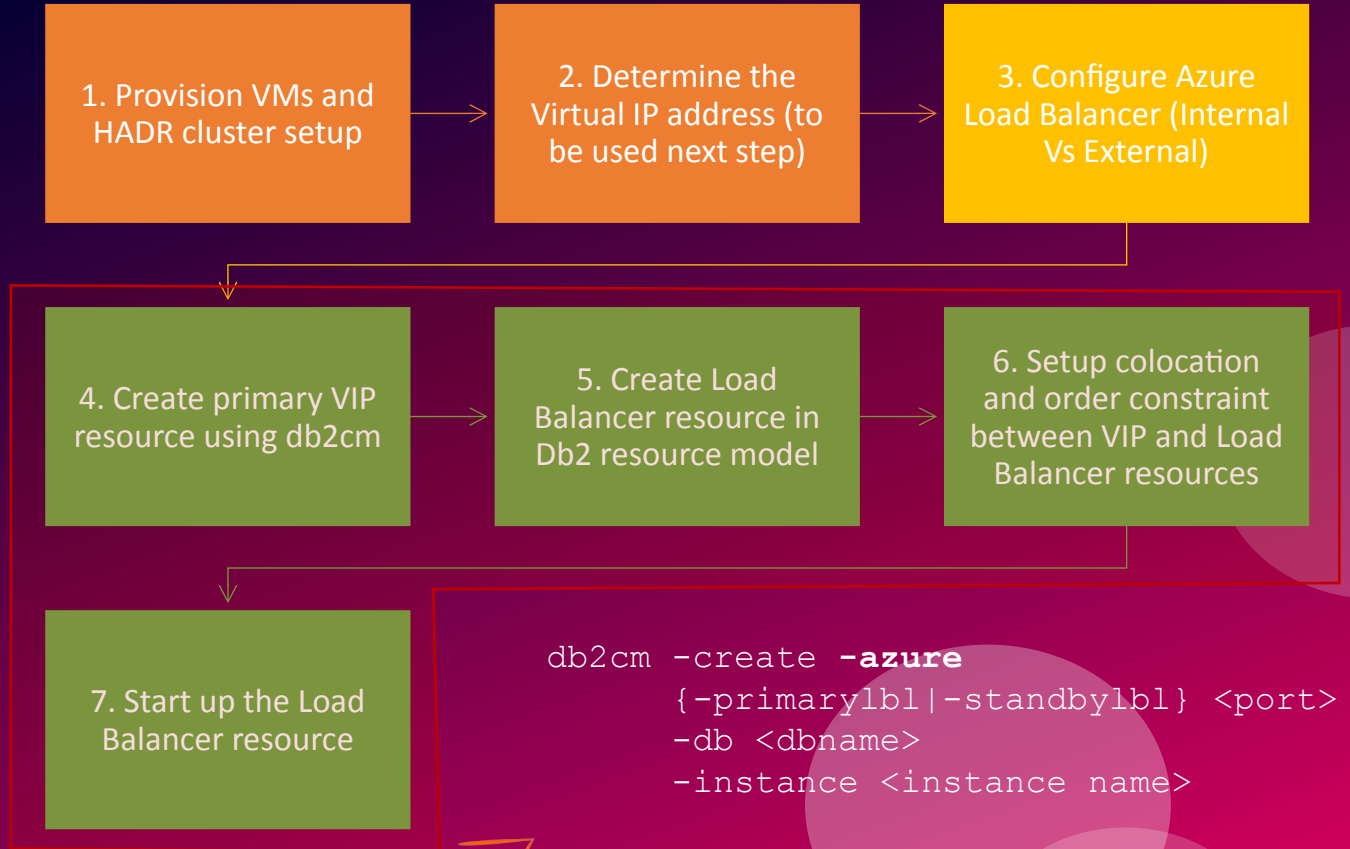 1. Provision VMs and
HADR cluster setup
2. Determine the
Virtual IP address (to
be used next step)
3. Configure Azure
Load Balancer (Internal
Vs External)
4. Create primary VIP
resource using db2cm
5. Create Load
Balancer resource in
Db2 resource model
6. Setup colocation
and order constraint
between VIP and Load
Balancer resources
7. Start up the Load
Balancer resource
db2cm -create -azure
{-primarylbl|-standbylbl} <port>
-db <dbname>
-instance <instance name>